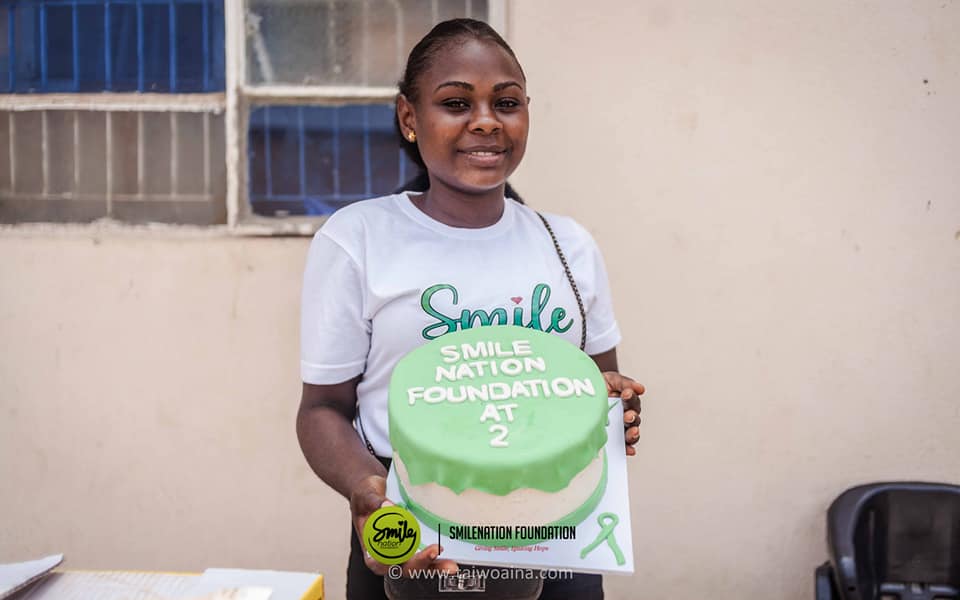 Smile
SMILE
NATION
FOUNDATION
AT
2
Smile
nation
SMILENATION FOUNDATION
Giving Smile, Igniting Hope
© www.taiwoaina.com